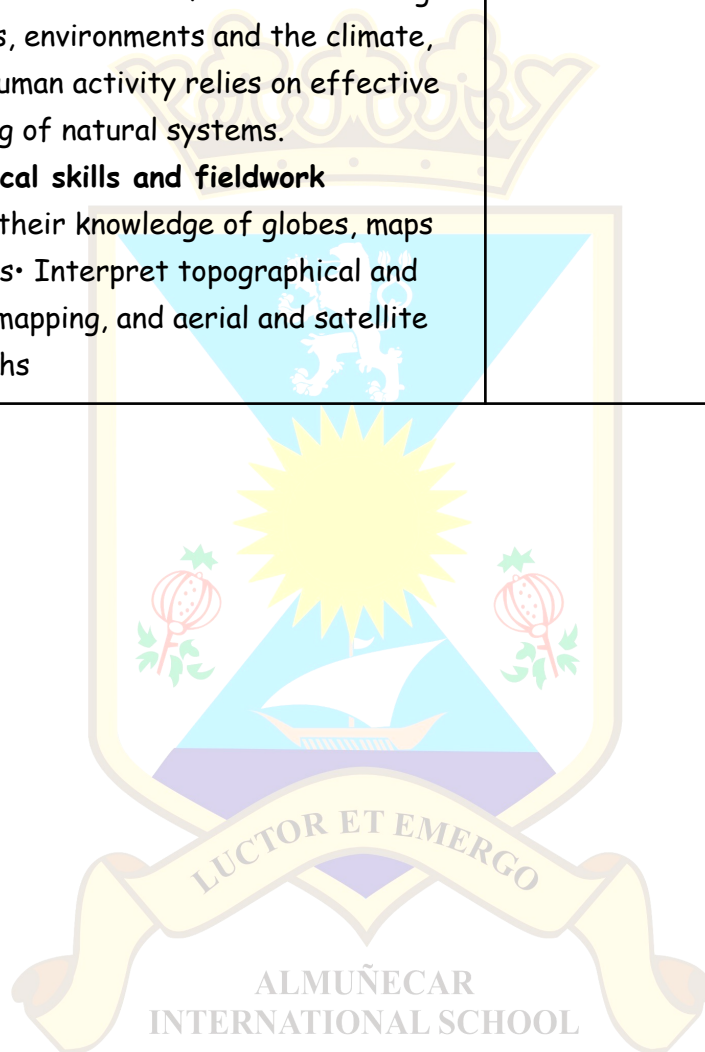 s, environments and the climate,
uman activity relies on effective
g of natural systems.
cal skills and fieldwork
their knowledge of globes, maps
s• Interpret topographical and
mapping, and aerial and satellite
hs
LUCTOR ET EMERGO
ALMUÑECAR
INTERNATIONAL SCHOOL